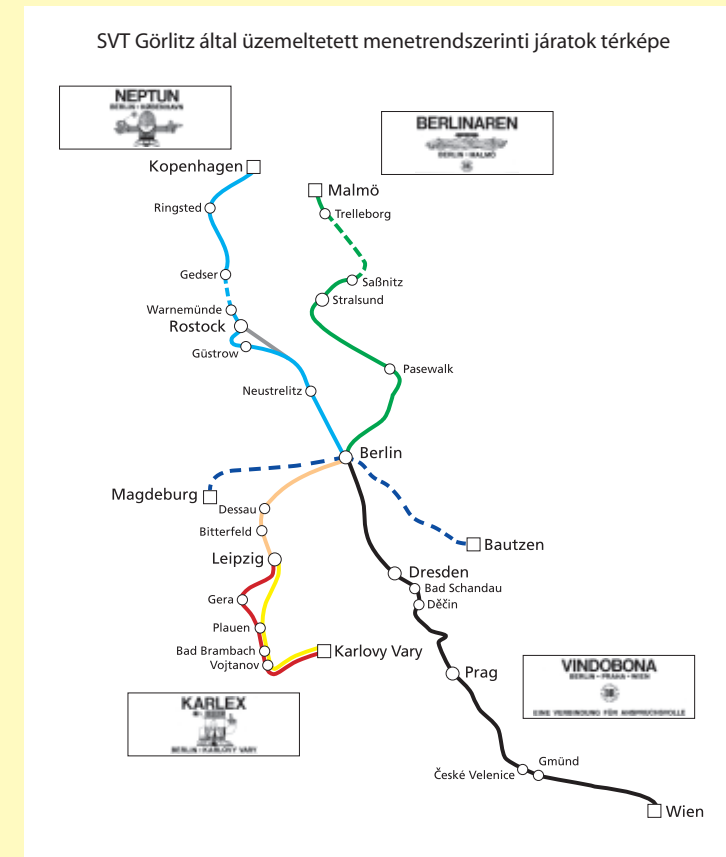 SVT Görlitz által üzemeltetett menetrendszerinti járatok térképe
NEPTUN
BERLIN - KØBENHAVN
BERLINAREN
BERLIN - MALMÖ
Kopenhagen
Malmö
Ringsted
Trelleborg
Gedser
Saßnitz
Warnemünde
Stralsund
Rostock
Güstrow
Pasewalk
Neustrelitz
Berlin
Magdeburg
Dessau
Bitterfeld
Bautzen
Leipzig
Dresden
Bad Schandau
Gera
Děčín
Plauen
Bad Brambach
Karlovy Vary
Vojtanov
Prag
VINDOBONA
BERLIN - PRAHA - WIEN
EINE VERBINDUNG FÜR ANSPRUCHSVOLLE
KARLEX
BERLIN - KARLOVY VARY
Gmünd
České Velenice
Wien